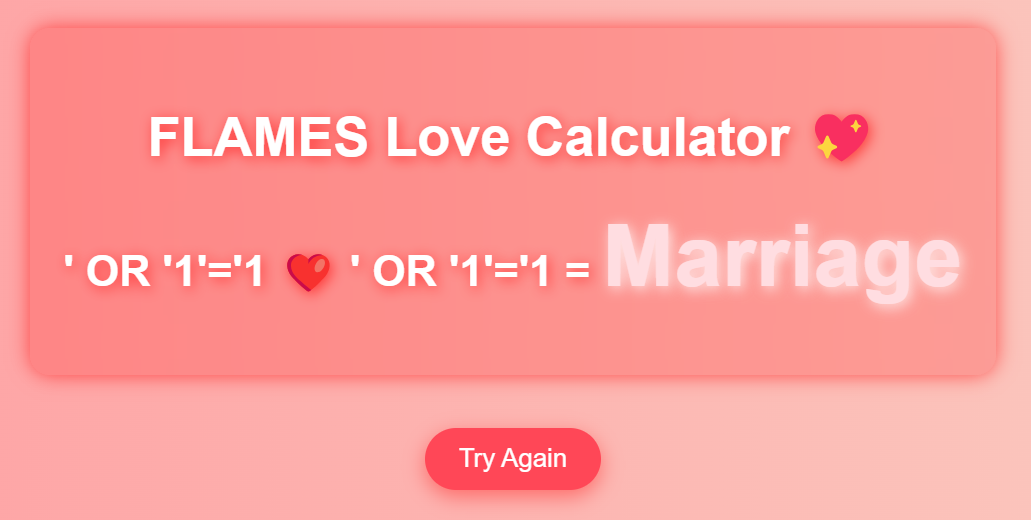 FLAMES Love Calculator 💖
' OR '1'='1 ❤️ ' OR '1'='1 = Marriage
Try Again